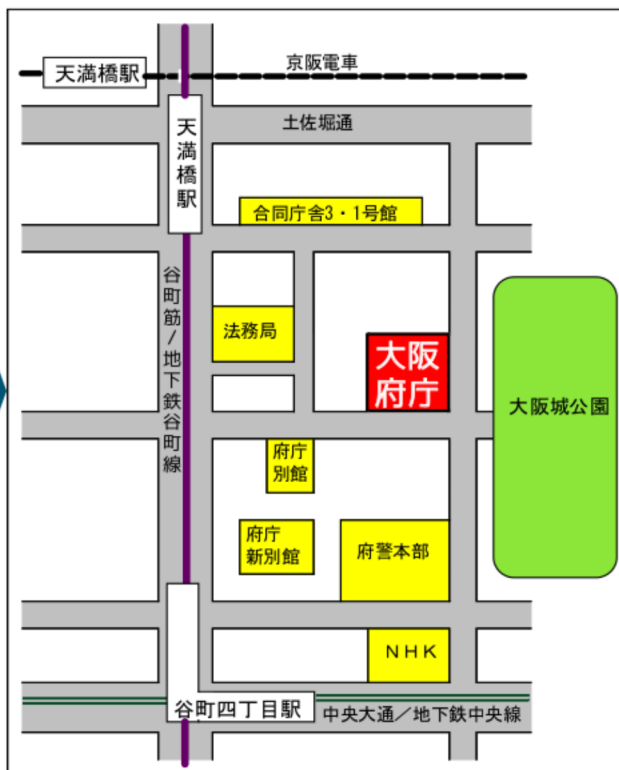 京阪電車
天満橋駅
天満橋駅
土佐堀通
合同庁舎3・1号館
谷町筋/地下鉄谷町線
法務局
大阪
府庁
大阪城公園
府庁
別館
府庁
新別館
府警本部
NHK
谷町四丁目駅
中央大通/地下鉄中央線